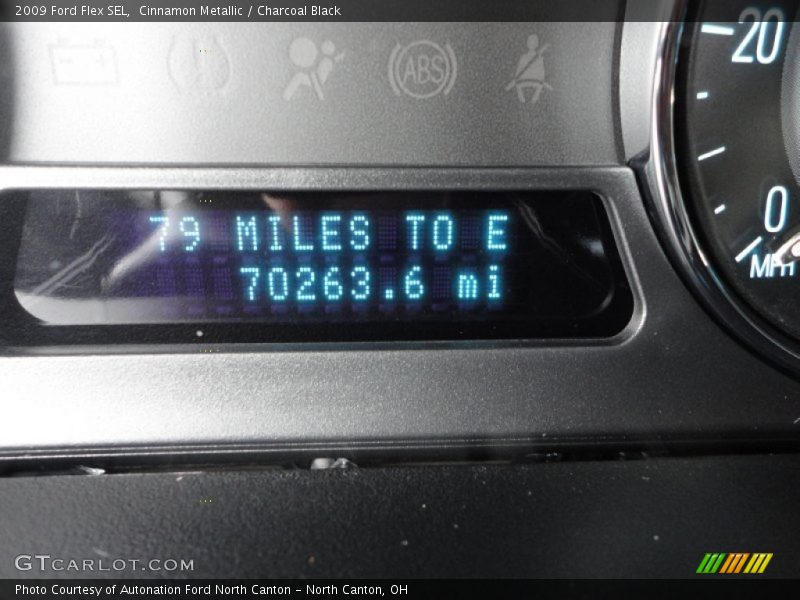 2009 Ford Flex SEL,  Cinnamon Metallic / Charcoal Black
ABS
20
0
MPH
79 MILES TO E
70263.6 mi
GTCARLOT.COM
Photo Courtesy of Autonation Ford North Canton - North Canton, OH